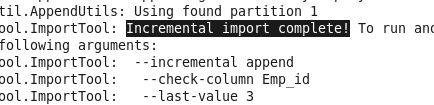 til.AppendUtils: Using found partition 1
ool.ImportTool: Incremental import complete! To run ano
following arguments:
ool.ImportTool:  --incremental append
ool.ImportTool:   --check-column Emp_id
ool.ImportTool:   --last-value 3